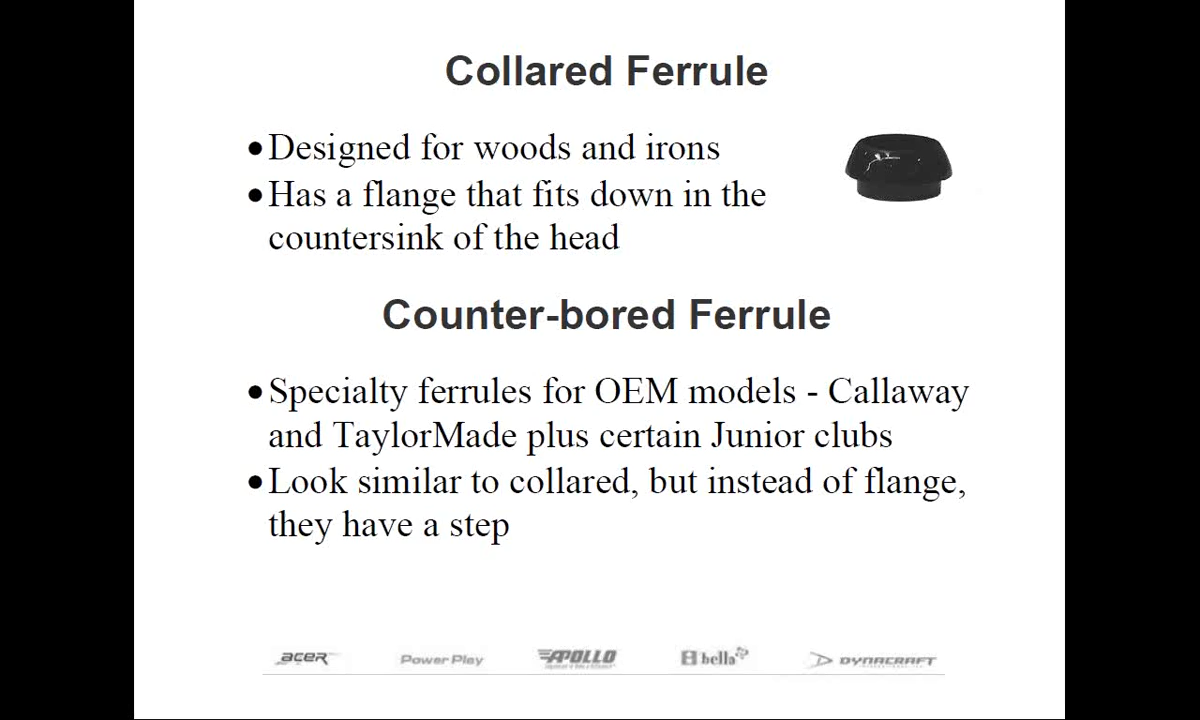 Collared Ferrule
•Designed for woods and irons
•Has a flange that fits down in the
countersink of the head
Counter-bored Ferrule
•Specialty ferrules for OEM models - Callaway
and TaylorMade plus certain Junior clubs
•Look similar to collared, but instead of flange,
they have a step
ACER Power Play APOLLO bella DYNACRAFT